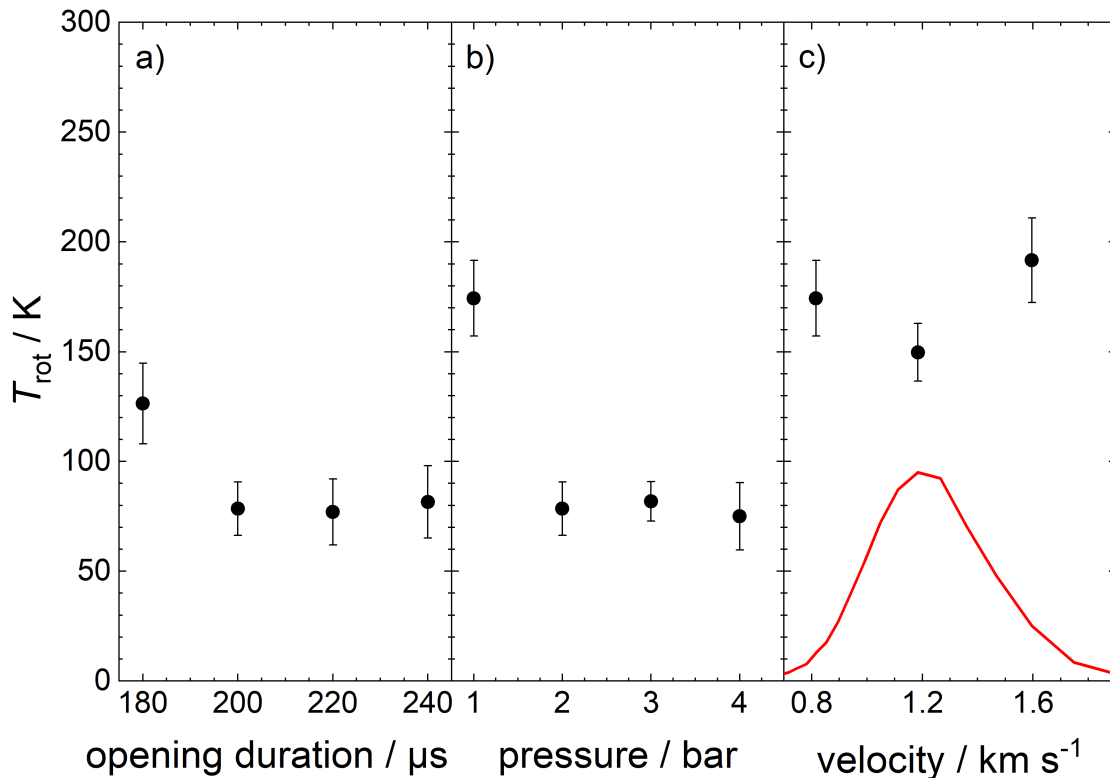 a)
b)
c)
300
250
200
150
100
50
0
T_rot / K
180 200 220 240
1 2 3 4
0.8 1.2 1.6
opening duration / µs
pressure / bar
velocity / km s⁻¹